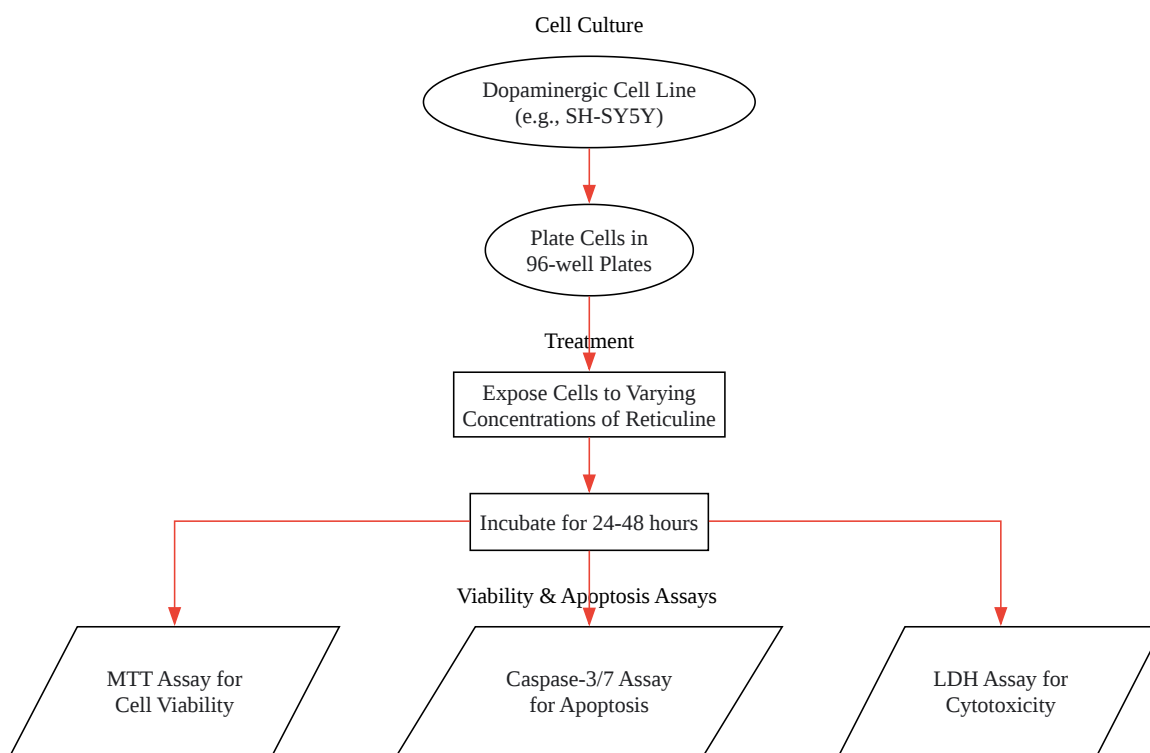 Cell Culture
Dopaminergic Cell Line
(e.g., SH-SY5Y)
Plate Cells in
96-well Plates
Treatment
Expose Cells to Varying
Concentrations of Reticuline
Incubate for 24-48 hours
Viability & Apoptosis Assays
MTT Assay for
Cell Viability
Caspase-3/7 Assay
for Apoptosis
LDH Assay for
Cytotoxicity